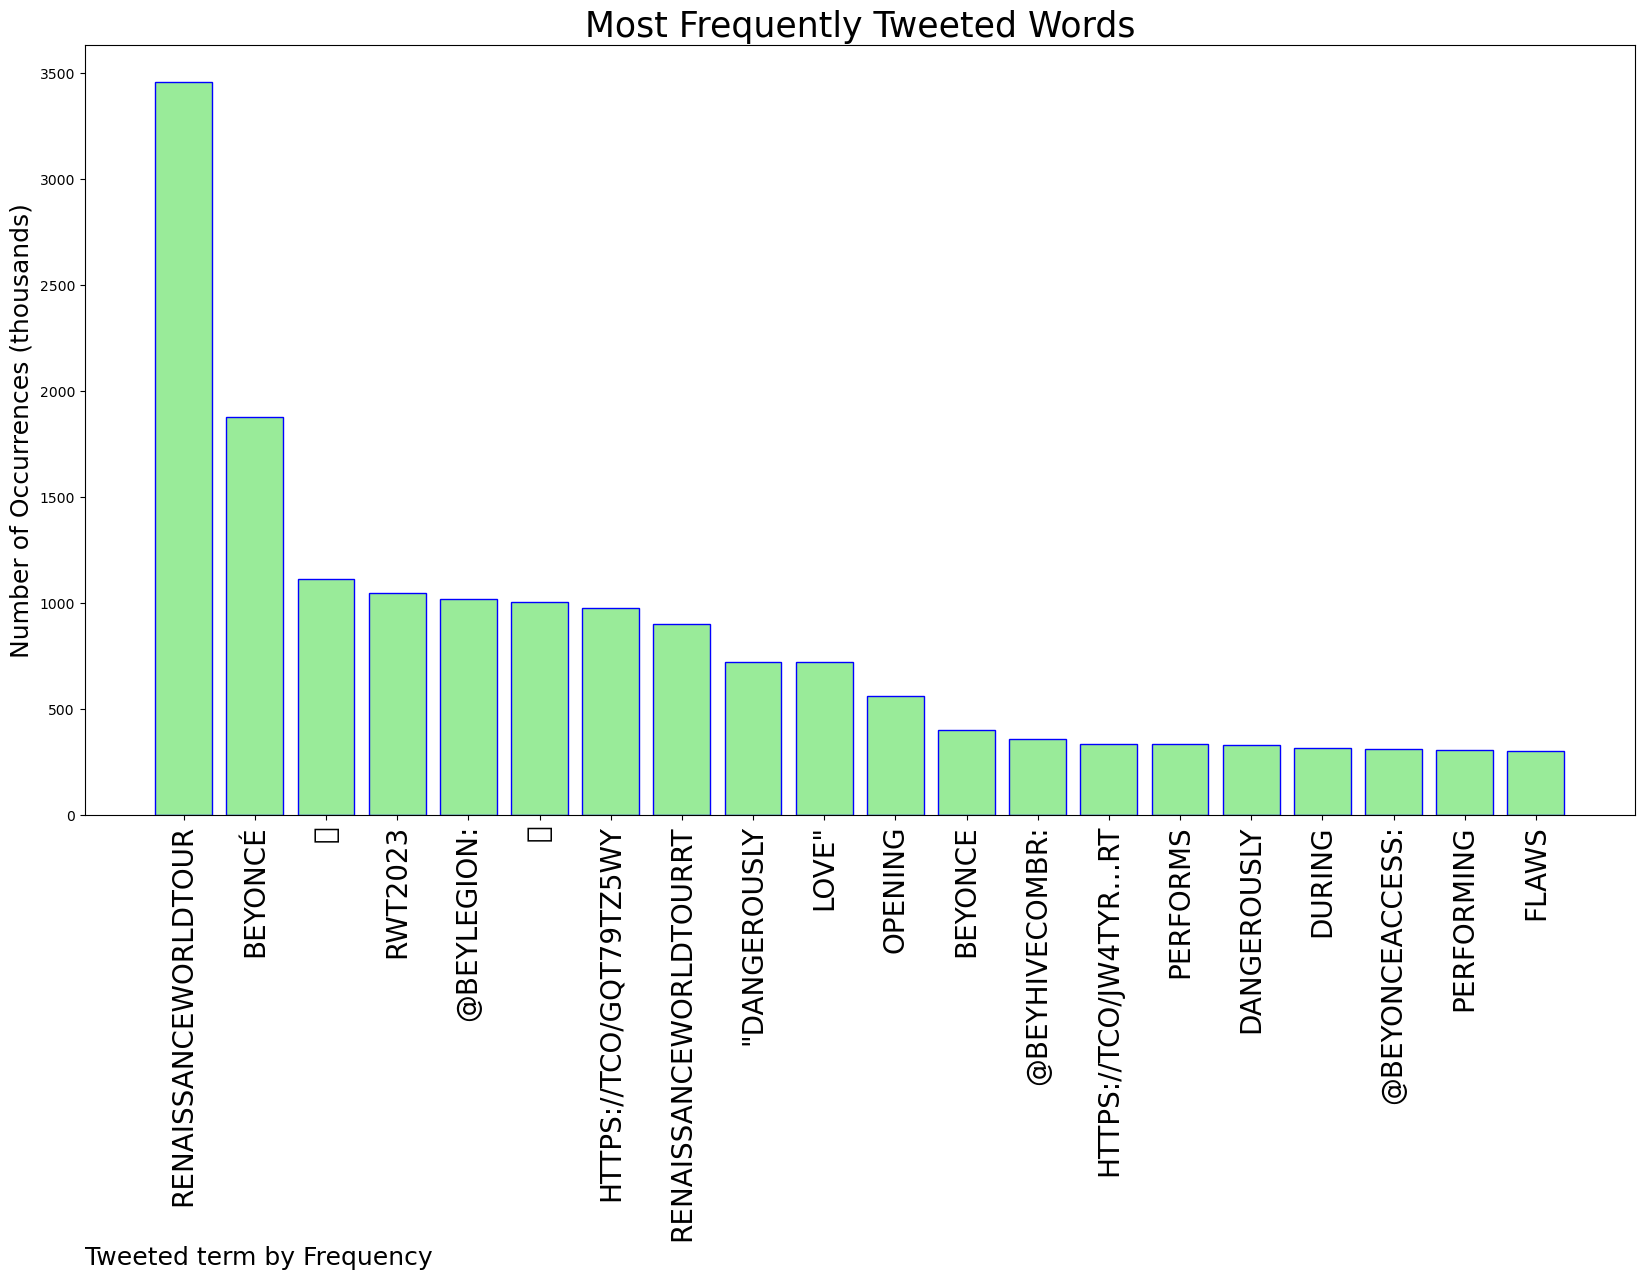 Most Frequently Tweeted Words
Number of Occurrences (thousands)
3500
3000
2500
2000
1500
1000
500
0
RENAISSANCEWORLDTOUR
BEYONCÉ
RWT2023
@BEYLEGION:
HTTPS://TCO/GQT79TZ5WY
RENAISSANCEWORLDTOURRT
"DANGEROUSLY
LOVE"
OPENING
BEYONCE
@BEYHIVECOMBR:
HTTPS://TCO/JW4TYR…RT
PERFORMS
DANGEROUSLY
DURING
@BEYONCEACCESS:
PERFORMING
FLAWS
Tweeted term by Frequency